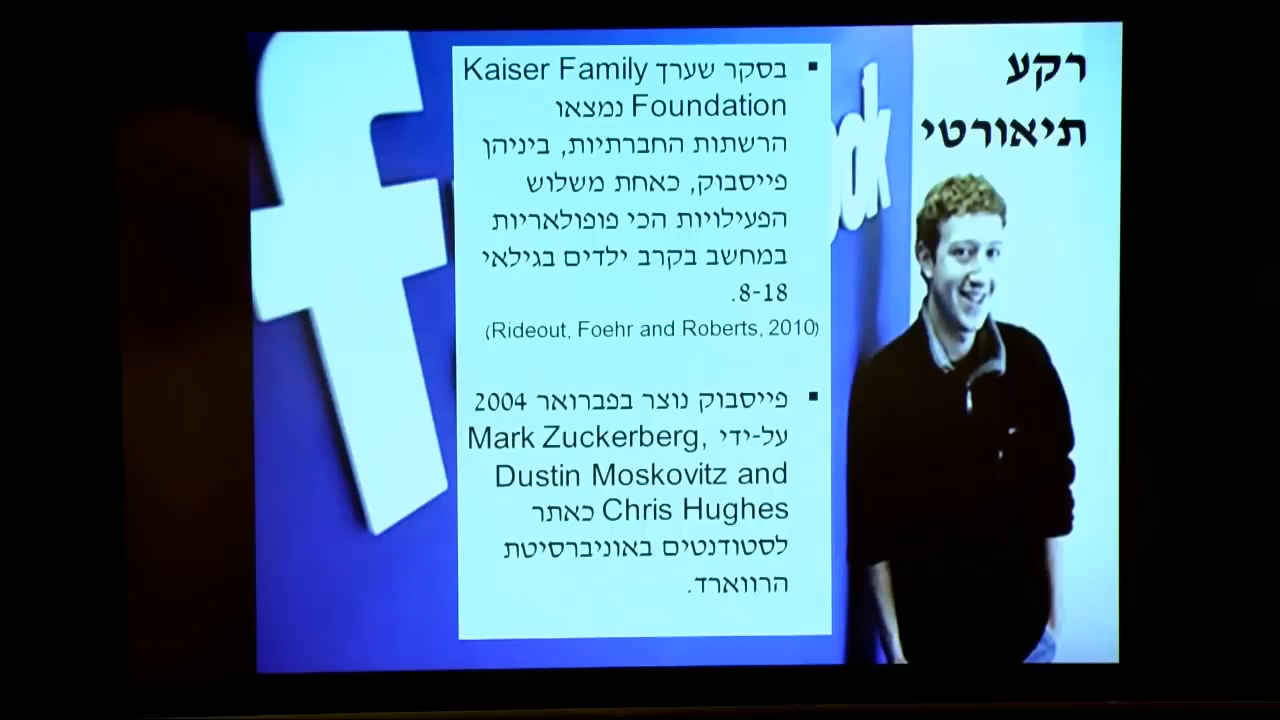 רקע
תיאורטי
בסקר שערך Kaiser Family
Foundation נמצאו
הרשתות החברתיות, ביניהן
פייסבוק, כאחת משלוש
הפעילויות הכי פופולאריות
במחשב בקרב ילדים בגילאי
8-18.
(Rideout, Foehr and Roberts, 2010)
פייסבוק נוצר בפברואר 2004
על-ידי Mark Zuckerberg,
Dustin Moskovitz and
Chris Hughes כאתר
לסטודנטים באוניברסיטת
הרווארד.
f
ook